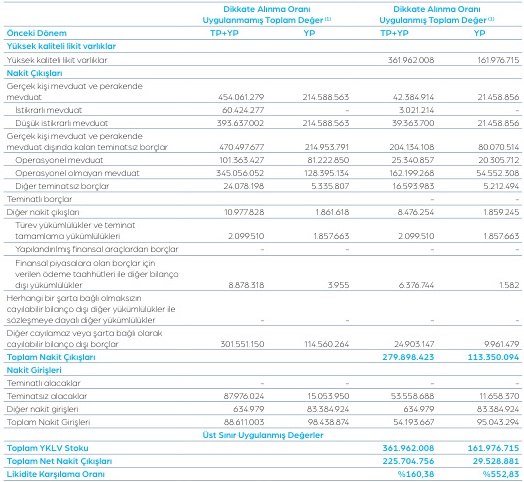 Dikkate Alınma Oranı Dikkate Alınma Oranı
Uygulanmamış Toplam Değer (1) Uygulanmış Toplam Değer (1)
Önceki Dönem TP+YP YP TP+YP YP
Yüksek kaliteli likit varlıklar
Yüksek kaliteli likit varlıklar 361.962.008 161.976.715
Nakit Çıkışları
Gerçek kişi mevduat ve perakende
mevduat 454.061.279 214.588.563 42.384.914 21.458.856
İstikrarlı mevduat 60.424.277 – 3.021.214 –
Düşük istikrarlı mevduat 393.637.002 214.588.563 39.363.700 21.458.856
Gerçek kişi mevduat ve perakende
mevduat dışında kalan teminatsız borçlar 470.497.677 214.953.791 204.134.108 80.070.514
Operasyonel mevduat 101.363.427 81.222.850 25.340.857 20.305.712
Operasyonel olmayan mevduat 345.056.052 128.395.134 162.199.268 54.552.308
Diğer teminatsız borçlar 24.078.198 5.335.807 16.593.983 5.212.494
Teminatlı borçlar – –
Diğer nakit çıkışları 10.977.828 1.861.618 8.476.254 1.859.245
Türev yükümlülükler ve teminat
tamamlama yükümlülükleri 2.099.510 1.857.663 2.099.510 1.857.663
Yapılandırılmış finansal araçlardan borçlar – – – –
Finansal piyasalara olan borçlar için
verilen ödeme taahhütleri ile diğer bilanço
dışı yükümlülükler 8.878.318 3.955 6.376.744 1.582
Herhangi bir şarta bağlı olmaksızın
cayılabilir bilanço dışı diğer yükümlülükler ile
sözleşmeye dayalı diğer yükümlülükler – – – –
Diğer cayılamaz veya şarta bağlı olarak
cayılabilir bilanço dışı borçlar 301.551.150 114.560.264 24.903.147 9.961.479
Toplam Nakit Çıkışları 279.898.423 113.350.094
Nakit Girişleri
Teminatlı alacaklar – – – –
Teminatsız alacaklar 87.976.024 15.053.950 53.558.688 11.658.370
Diğer nakit girişleri 634.979 83.384.924 634.979 83.384.924
Toplam Nakit Girişleri 88.611.003 98.438.874 54.193.667 95.043.294
Üst Sınır Uygulanmış Değerler
Toplam YKLV Stoku 361.962.008 161.976.715
Toplam Net Nakit Çıkışları 225.704.756 29.528.881
Likidite Karşılama Oranı %160,38 %552,83